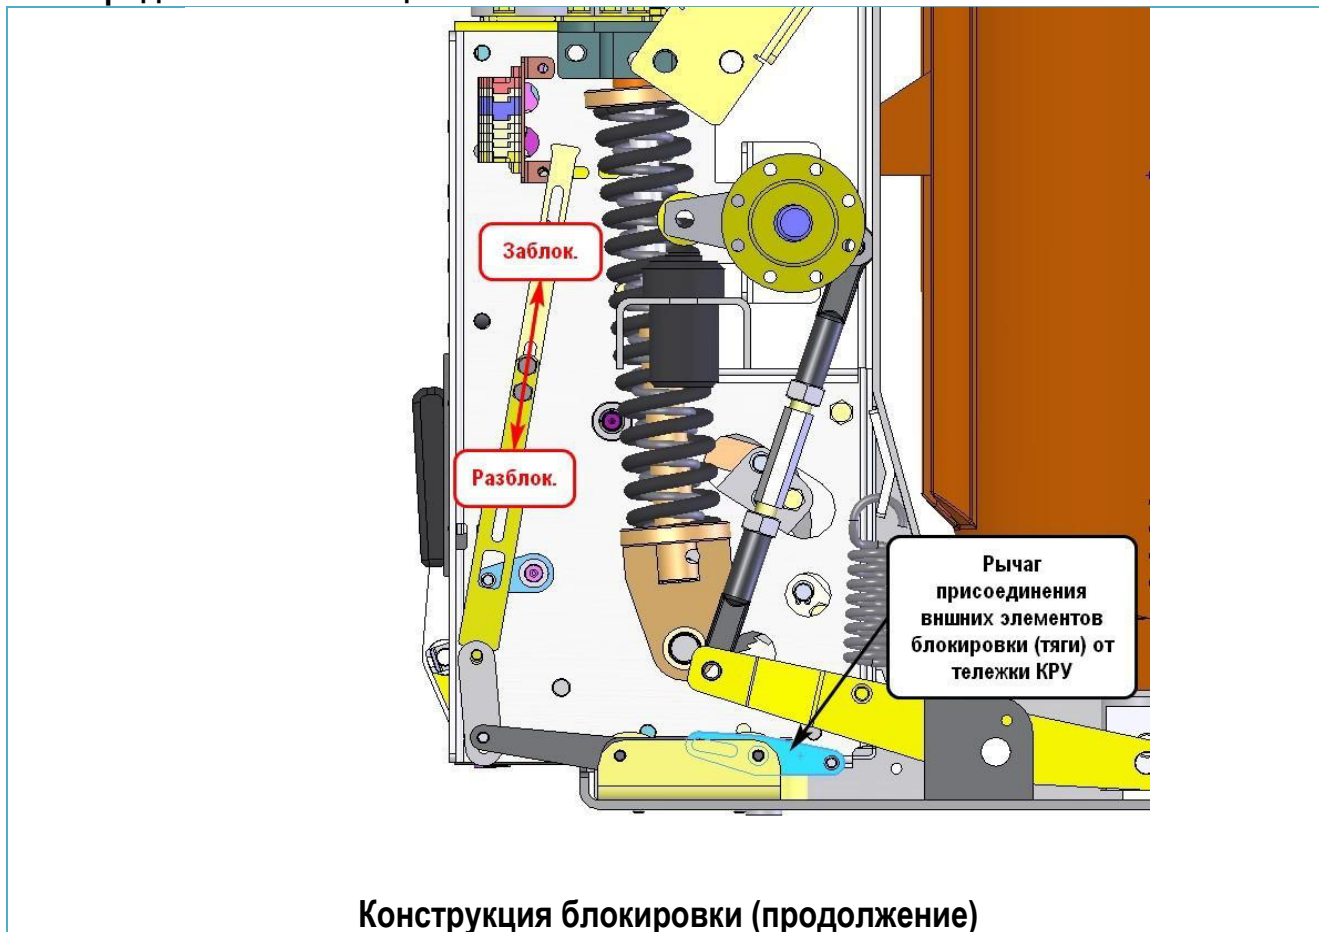 Заблок.
Разблок.
Рычаг
присоединения
вншних элементов
блокировки (тяги) от
тележки КРУ
Конструкция блокировки (продолжение)